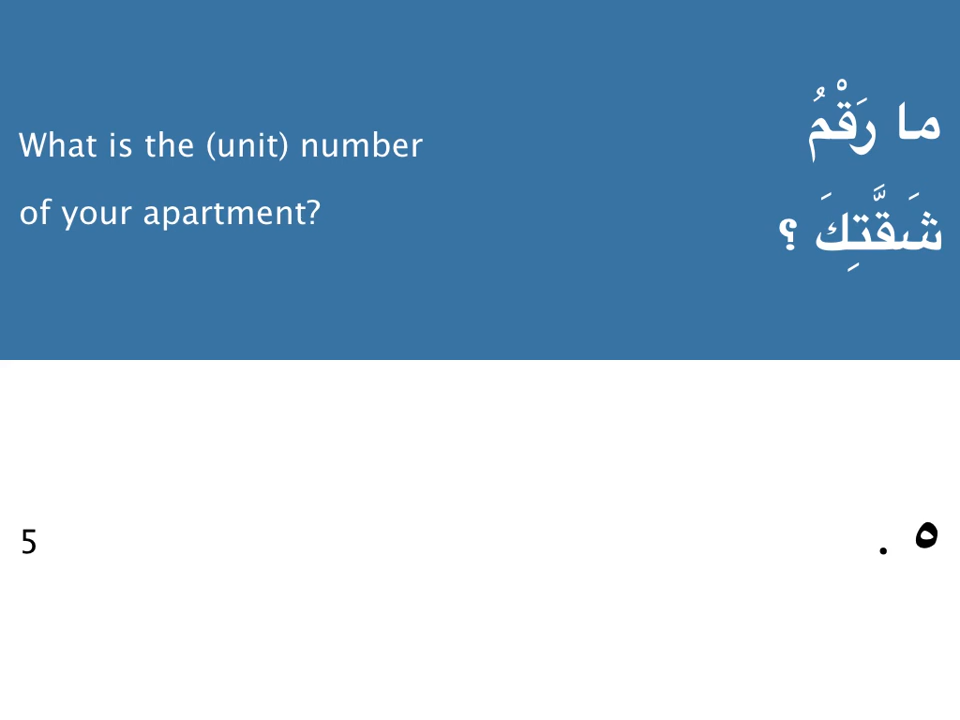 What is the (unit) number
of your apartment?
ما رَقْمُ
شَقَّتِكَ ؟
5
٥ .